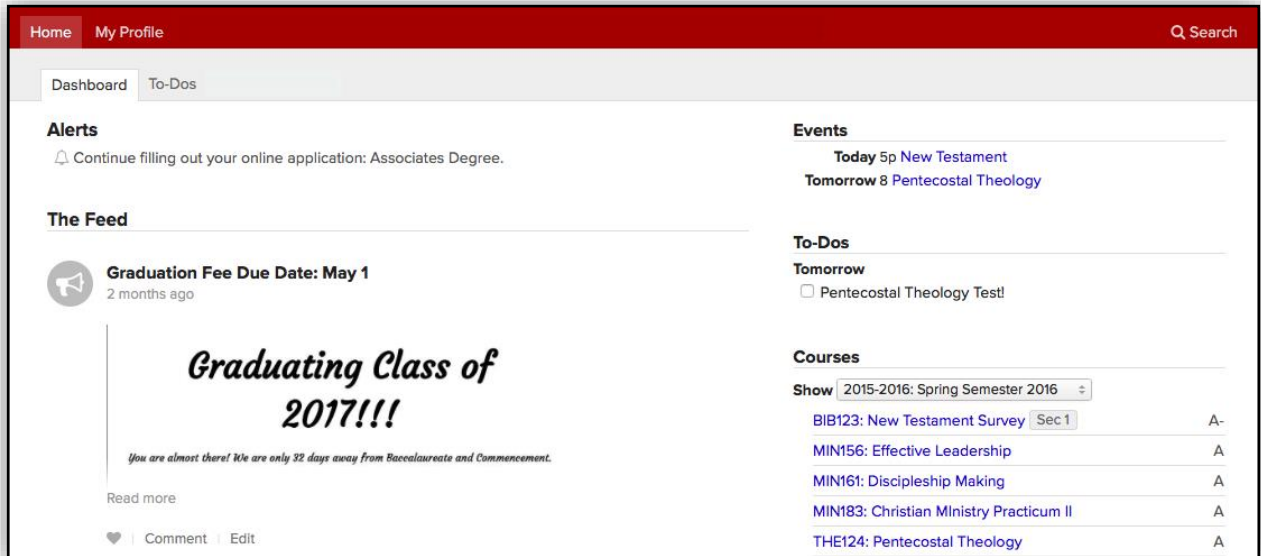 Home My Profile Search
Dashboard To-Dos
Alerts
Continue filling out your online application: Associates Degree.
The Feed
Graduation Fee Due Date: May 1
2 months ago
Graduating Class of
2017!!!
You are almost there! We are only 32 days away from Baccalaureate and Commencement.
Read more
Comment Edit
Events
Today 5p New Testament
Tomorrow 8 Pentecostal Theology
To-Dos
Tomorrow
Pentecostal Theology Test!
Courses
Show 2015-2016: Spring Semester 2016
BIB123: New Testament Survey Sec 1 A-
MIN156: Effective Leadership A
MIN161: Discipleship Making A
MIN183: Christian MInistry Practicum II A
THE124: Pentecostal Theology A